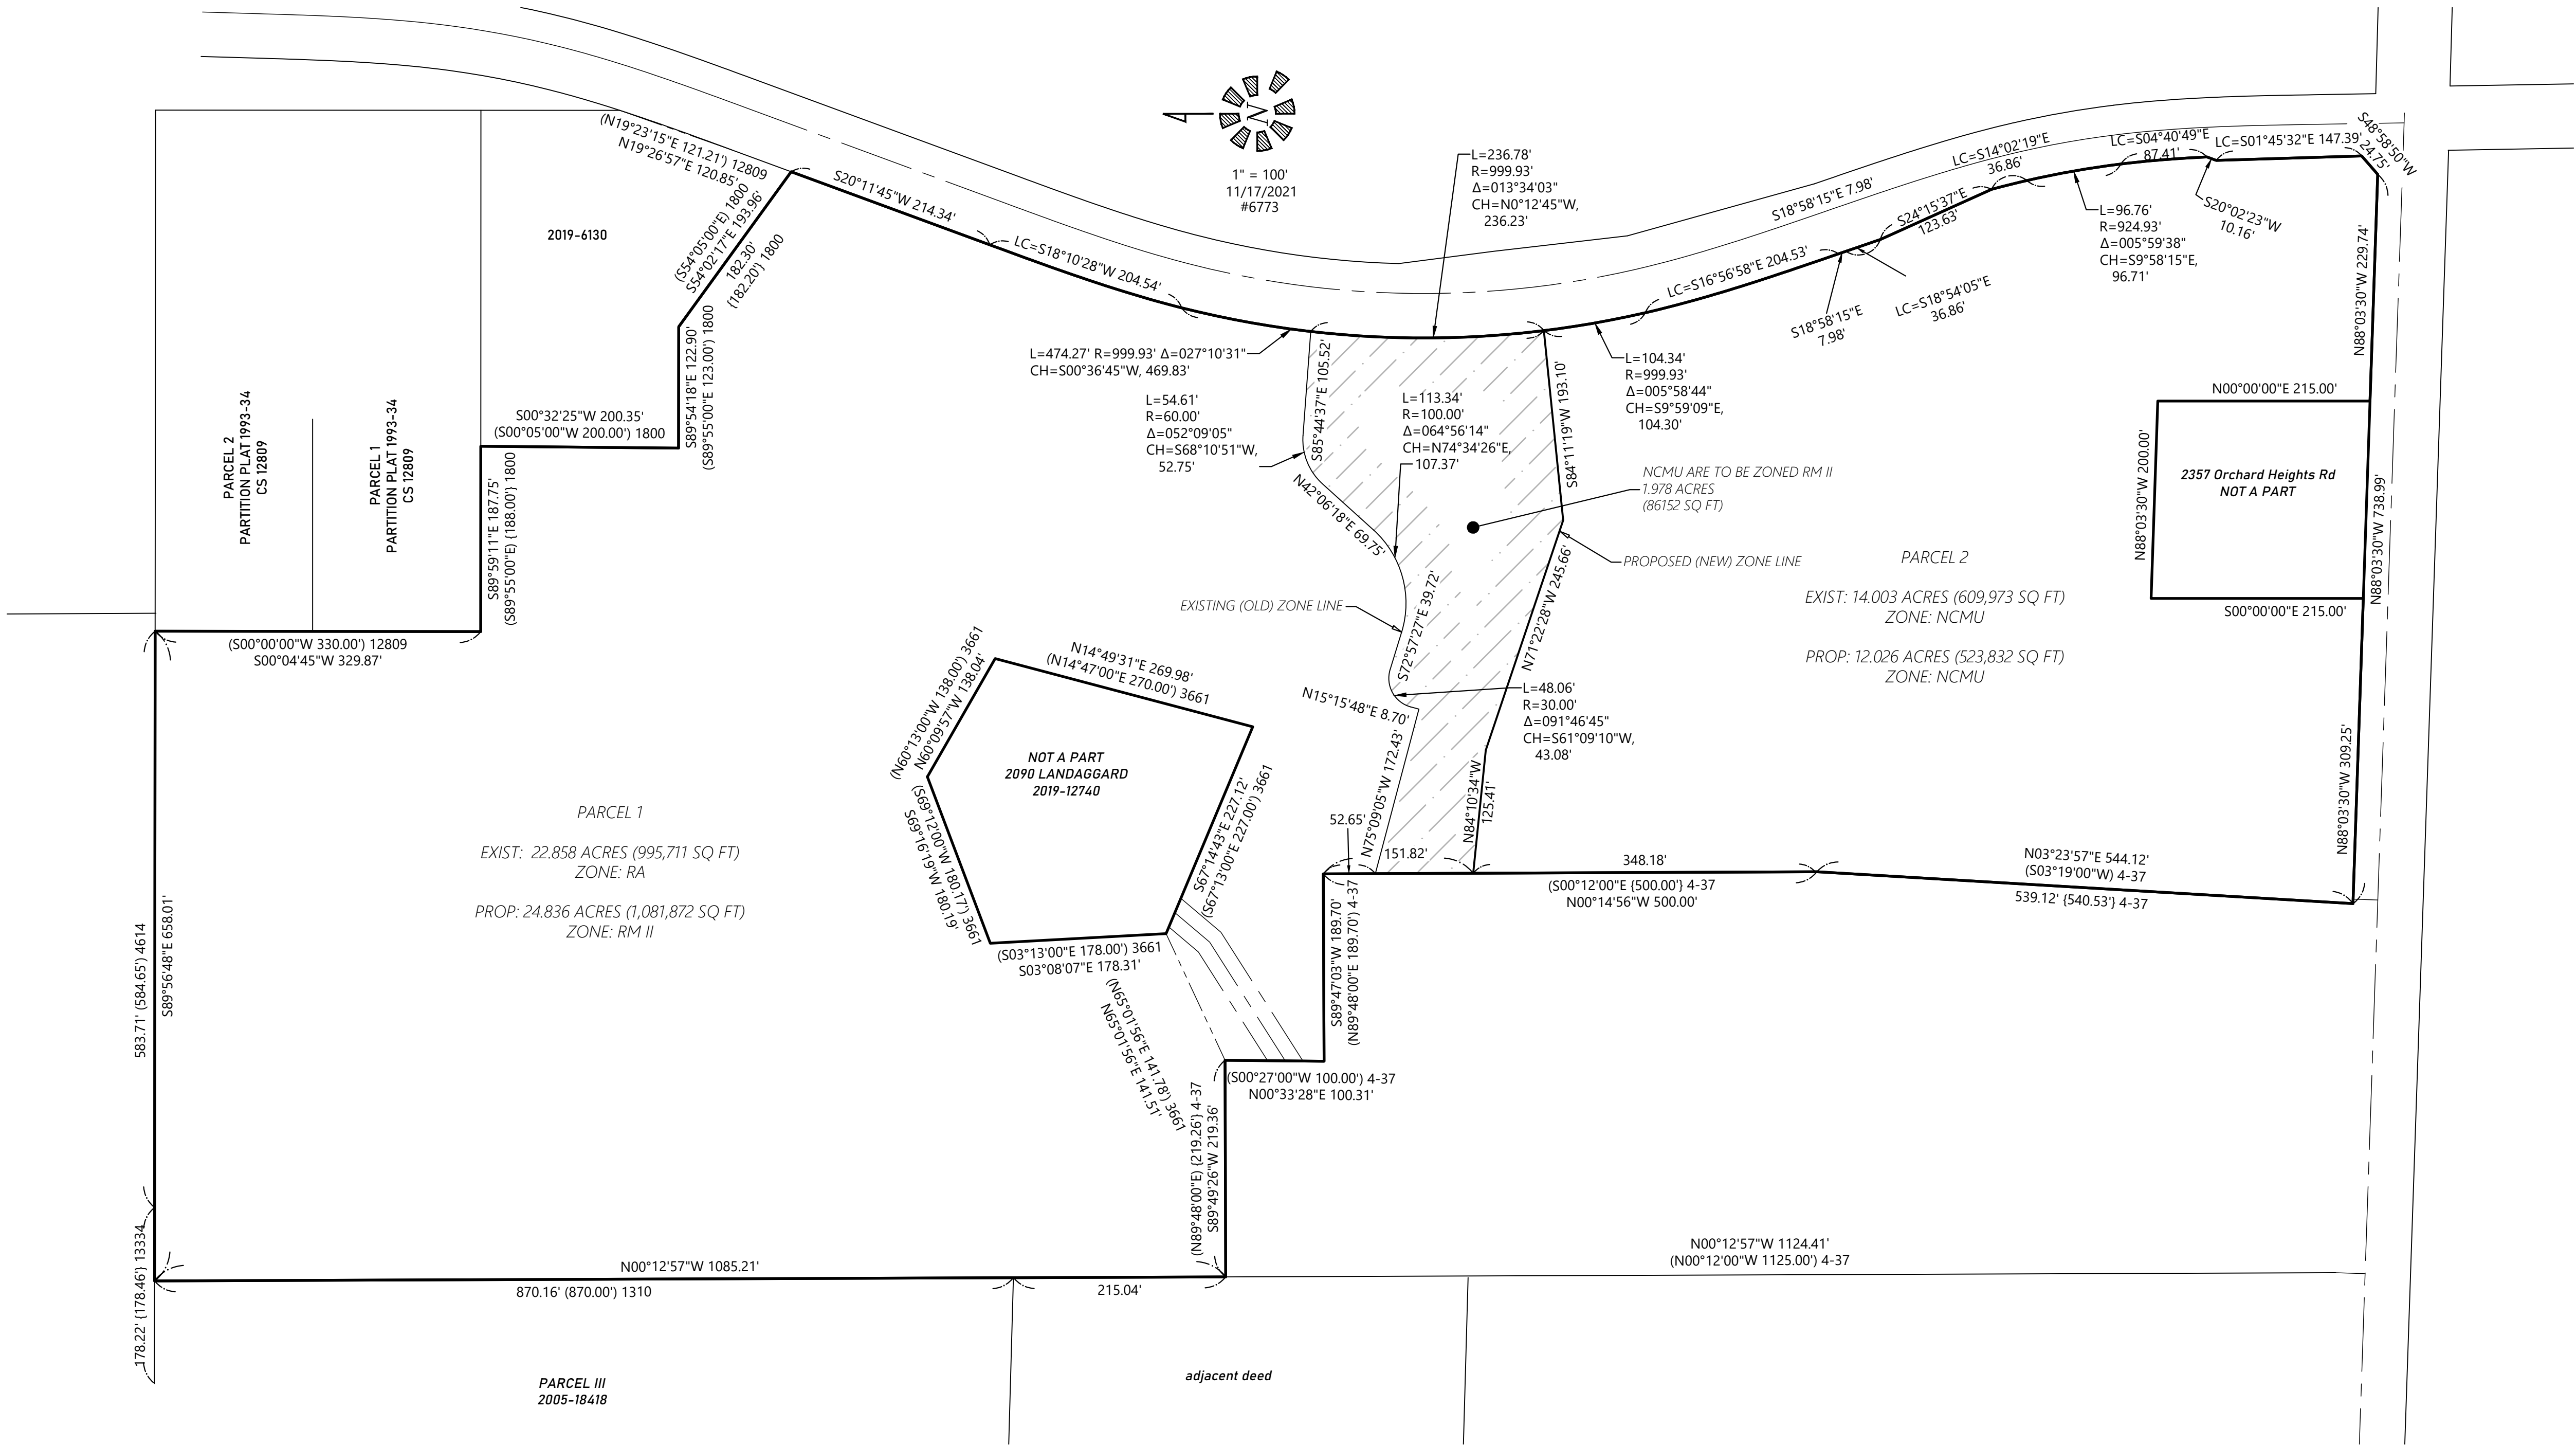 (N19°23'15"E 121.21') 12809
N19°26'57"E 120.85'
(S54°05'00"E) 1800
S54°02'17"E 193.96'
182.30'
(182.20'} 1800
2019-6130
S20°11'45"W 214.34'
LC=S18°10'28"W 204.54'
N
1" = 100'
11/17/2021
#6773
L=236.78'
R=999.93'
Δ=013°34'03"
CH=N0°12'45"W,
236.23'
S18°58'15"E 7.98'
LC=S14°02'19"E
36.86'
LC=S04°40'49"E
87.41'
LC=S01°45'32"E 147.39'
S48°58'50"W
24.75'
S24°15'37"E
123.63'
LC=S16°56'58"E 204.53'
S18°58'15"E
7.98'
LC=S18°54'05"E
36.86'
L=96.76'
R=924.93'
Δ=005°59'38"
CH=S9°58'15"E,
96.71'
S20°02'23"W
10.16'
N88°03'30"W 229.74'
S89°54'18"E 122.90'
(S89°55'00"E 123.00') 1800
S00°32'25"W 200.35'
(S00°05'00"W 200.00') 1800
S89°59'11"E 187.75'
(S89°55'00"E) {188.00'} 1800
PARCEL 2
PARTITION PLAT 1993-34
CS 12809
PARCEL 1
PARTITION PLAT 1993-34
CS 12809
(S00°00'00"W 330.00') 12809
S00°04'45"W 329.87'
L=474.27' R=999.93' Δ=027°10'31"
CH=S00°36'45"W, 469.83'
L=54.61'
R=60.00'
Δ=052°09'05"
CH=S68°10'51"W,
52.75'
S85°44'37"E 105.52'
L=113.34'
R=100.00'
Δ=064°56'14"
CH=N74°34'26"E,
107.37'
S84°11'19"W 193.10'
L=104.34'
R=999.93'
Δ=005°58'44"
CH=S9°59'09"E,
104.30'
NCMU ARE TO BE ZONED RM II
1.978 ACRES
(86152 SQ FT)
N42°06'18"E 69.75'
PROPOSED (NEW) ZONE LINE
EXISTING (OLD) ZONE LINE
S72°57'27"E 39.72'
N71°22'28"W 245.66'
N15°15'48"E 8.70'
L=48.06'
R=30.00'
Δ=091°46'45"
CH=S61°09'10"W,
43.08'
N75°09'05"W 172.43'
N84°10'34"W
125.41'
PARCEL 2
EXIST: 14.003 ACRES (609,973 SQ FT)
ZONE: NCMU
PROP: 12.026 ACRES (523,832 SQ FT)
ZONE: NCMU
N00°00'00"E 215.00'
N88°03'30"W 200.00'
2357 Orchard Heights Rd
NOT A PART
S00°00'00"E 215.00'
N88°03'30"W 738.99'
N88°03'30"W 309.25'
(N60°13'00"W 138.00') 3661
N60°09'57"W 138.04'
N14°49'31"E 269.98'
(N14°47'00"E 270.00') 3661
NOT A PART
2090 LANDAGGARD
2019-12740
(S69°12'00"W 180.17') 3661
S69°16'19"W 180.19'
S67°14'43"E 227.12'
(S67°13'00"E 227.00') 3661
(S03°13'00"E 178.00') 3661
S03°08'07"E 178.31'
(N65°01'56"E 141.78') 3661
N65°01'56"E 141.51'
PARCEL 1
EXIST: 22.858 ACRES (995,711 SQ FT)
ZONE: RA
PROP: 24.836 ACRES (1,081,872 SQ FT)
ZONE: RM II
52.65'
151.82'
348.18'
(S00°12'00"E {500.00'} 4-37
N00°14'56"W 500.00'
N03°23'57"E 544.12'
(S03°19'00"W) 4-37
539.12' {540.53'} 4-37
S89°47'03"W 189.70'
(N89°48'00"E 189.70') 4-37
(S00°27'00"W 100.00') 4-37
N00°33'28"E 100.31'
(N89°48'00"E) {219.26'} 4-37
S89°49'26"W 219.36'
583.71' (584.65') 4614
S89°56'48"E 658.01'
178.22' {178.46'} 13334
N00°12'57"W 1085.21'
870.16' (870.00') 1310
215.04'
N00°12'57"W 1124.41'
(N00°12'00"W 1125.00') 4-37
PARCEL III
2005-18418
adjacent deed